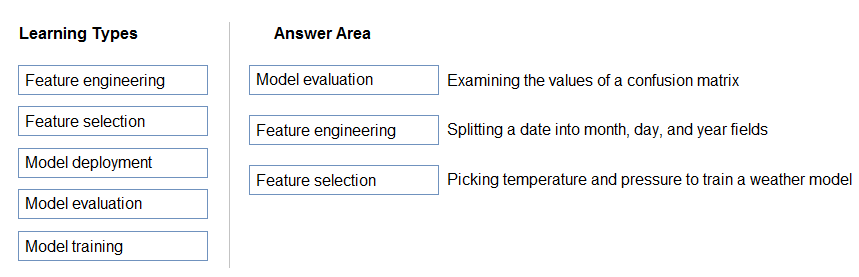 Learning Types
Answer Area
Feature engineering
Model evaluation
Examining the values of a confusion matrix
Feature selection
Feature engineering
Splitting a date into month, day, and year fields
Model deployment
Feature selection
Picking temperature and pressure to train a weather model
Model evaluation
Model training